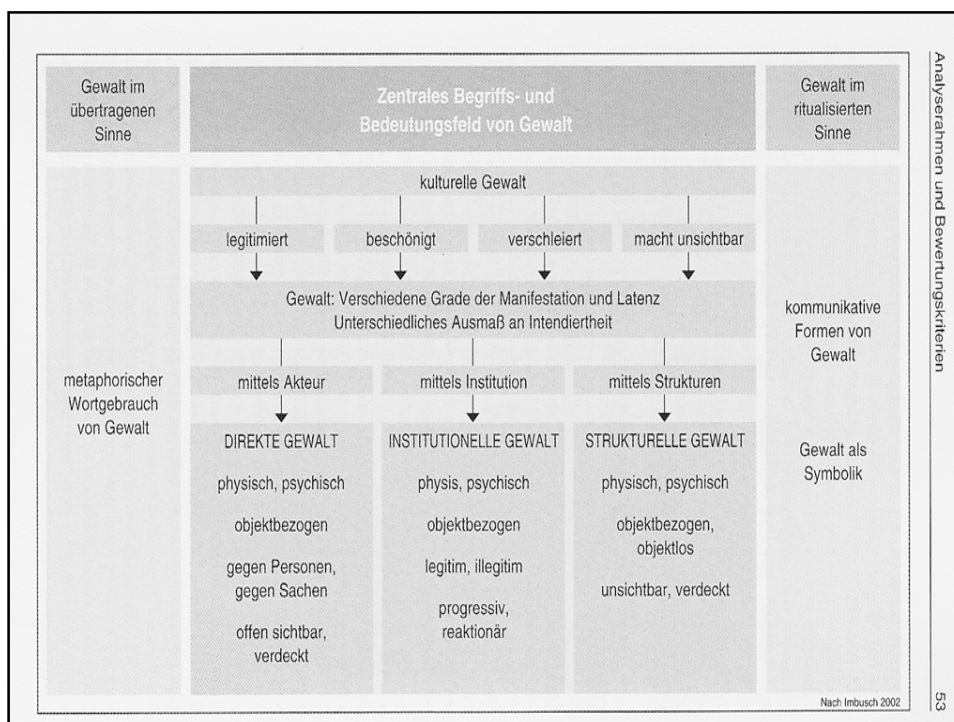 Gewalt im
übertragenen
Sinne
Zentrales Begriffs- und
Bedeutungsfeld von Gewalt
Gewalt im
ritualisierten
Sinne
kulturelle Gewalt
legitimiert
beschönigt
verschleiert
macht unsichtbar
Gewalt: Verschiedene Grade der Manifestation und Latenz
Unterschiedliches Ausmaß an Intendiertheit
mittels Akteur
mittels Institution
mittels Strukturen
metaphorischer
Wortgebrauch
von Gewalt
DIREKTE GEWALT
physisch, psychisch
objektbezogen
gegen Personen,
gegen Sachen
offen sichtbar,
verdeckt
INSTITUTIONELLE GEWALT
physis, psychisch
objektbezogen
legitim, illegitim
progressiv,
reaktionär
STRUKTURELLE GEWALT
physisch, psychisch
objektbezogen,
objektlos
unsichtbar, verdeckt
kommunikative
Formen von
Gewalt
Gewalt als
Symbolik
Nach Imbusch 2002
Analyserahmen und Bewertungskriterien
53